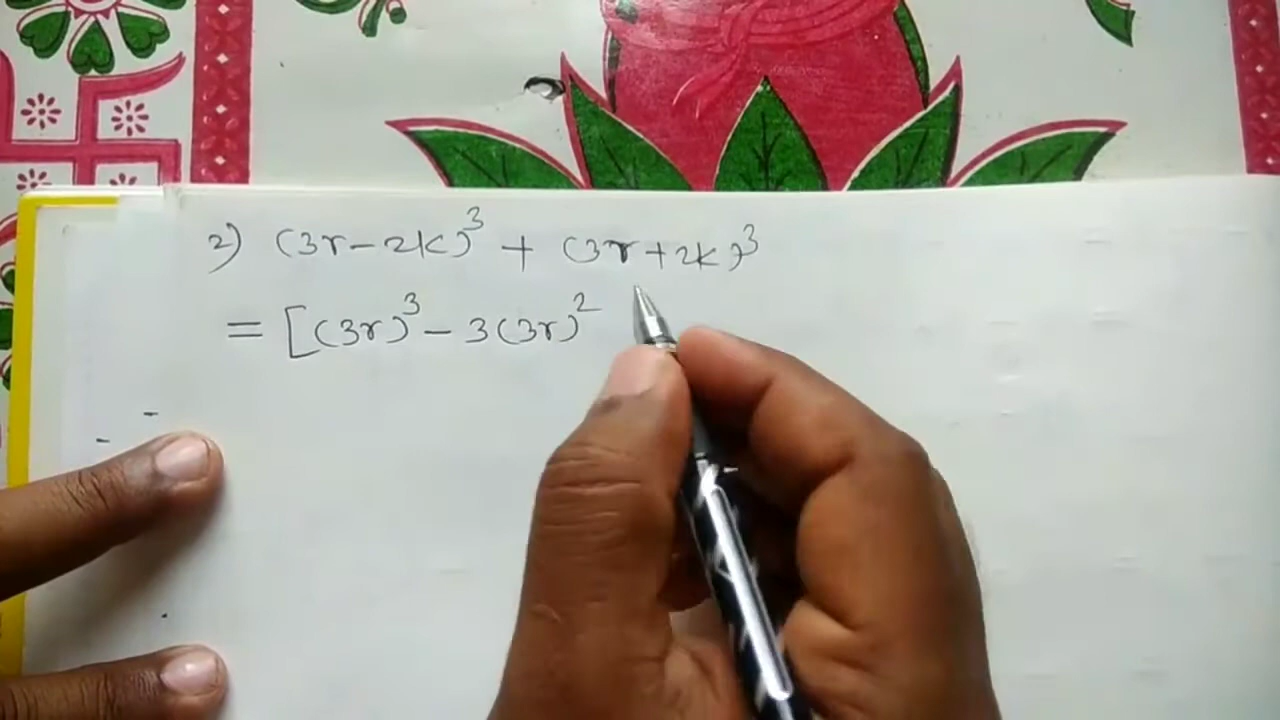 2) (3r-2k)³ + (3r+2k)³
= [(3r)³ - 3(3r)²